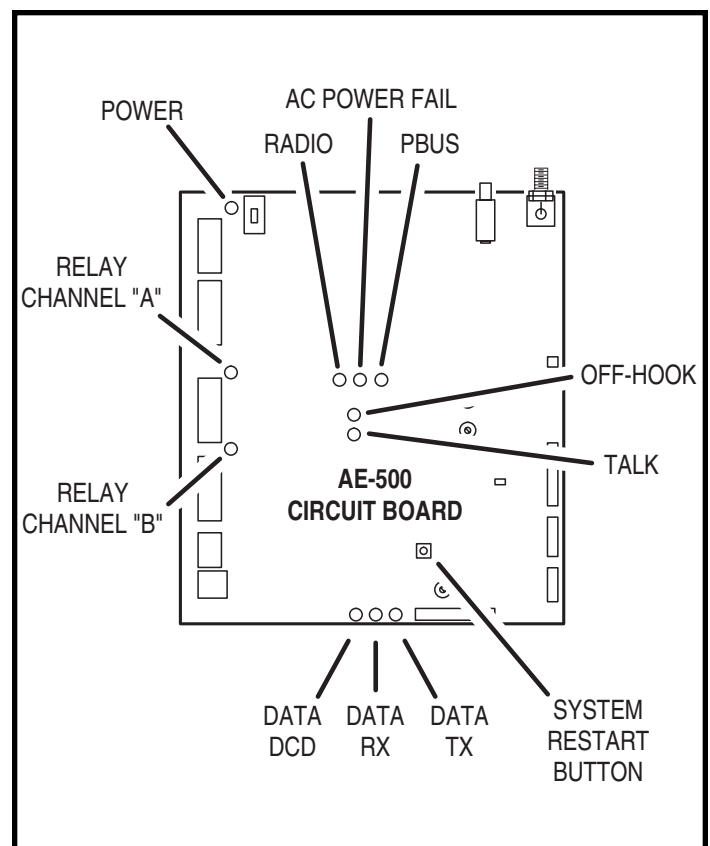 AC POWER FAIL
POWER
RADIO
PBUS
RELAY
CHANNEL "A"
OFF-HOOK
TALK
AE-500
CIRCUIT BOARD
RELAY
CHANNEL "B"
DATA
DCD
DATA
RX
DATA
TX
SYSTEM
RESTART
BUTTON